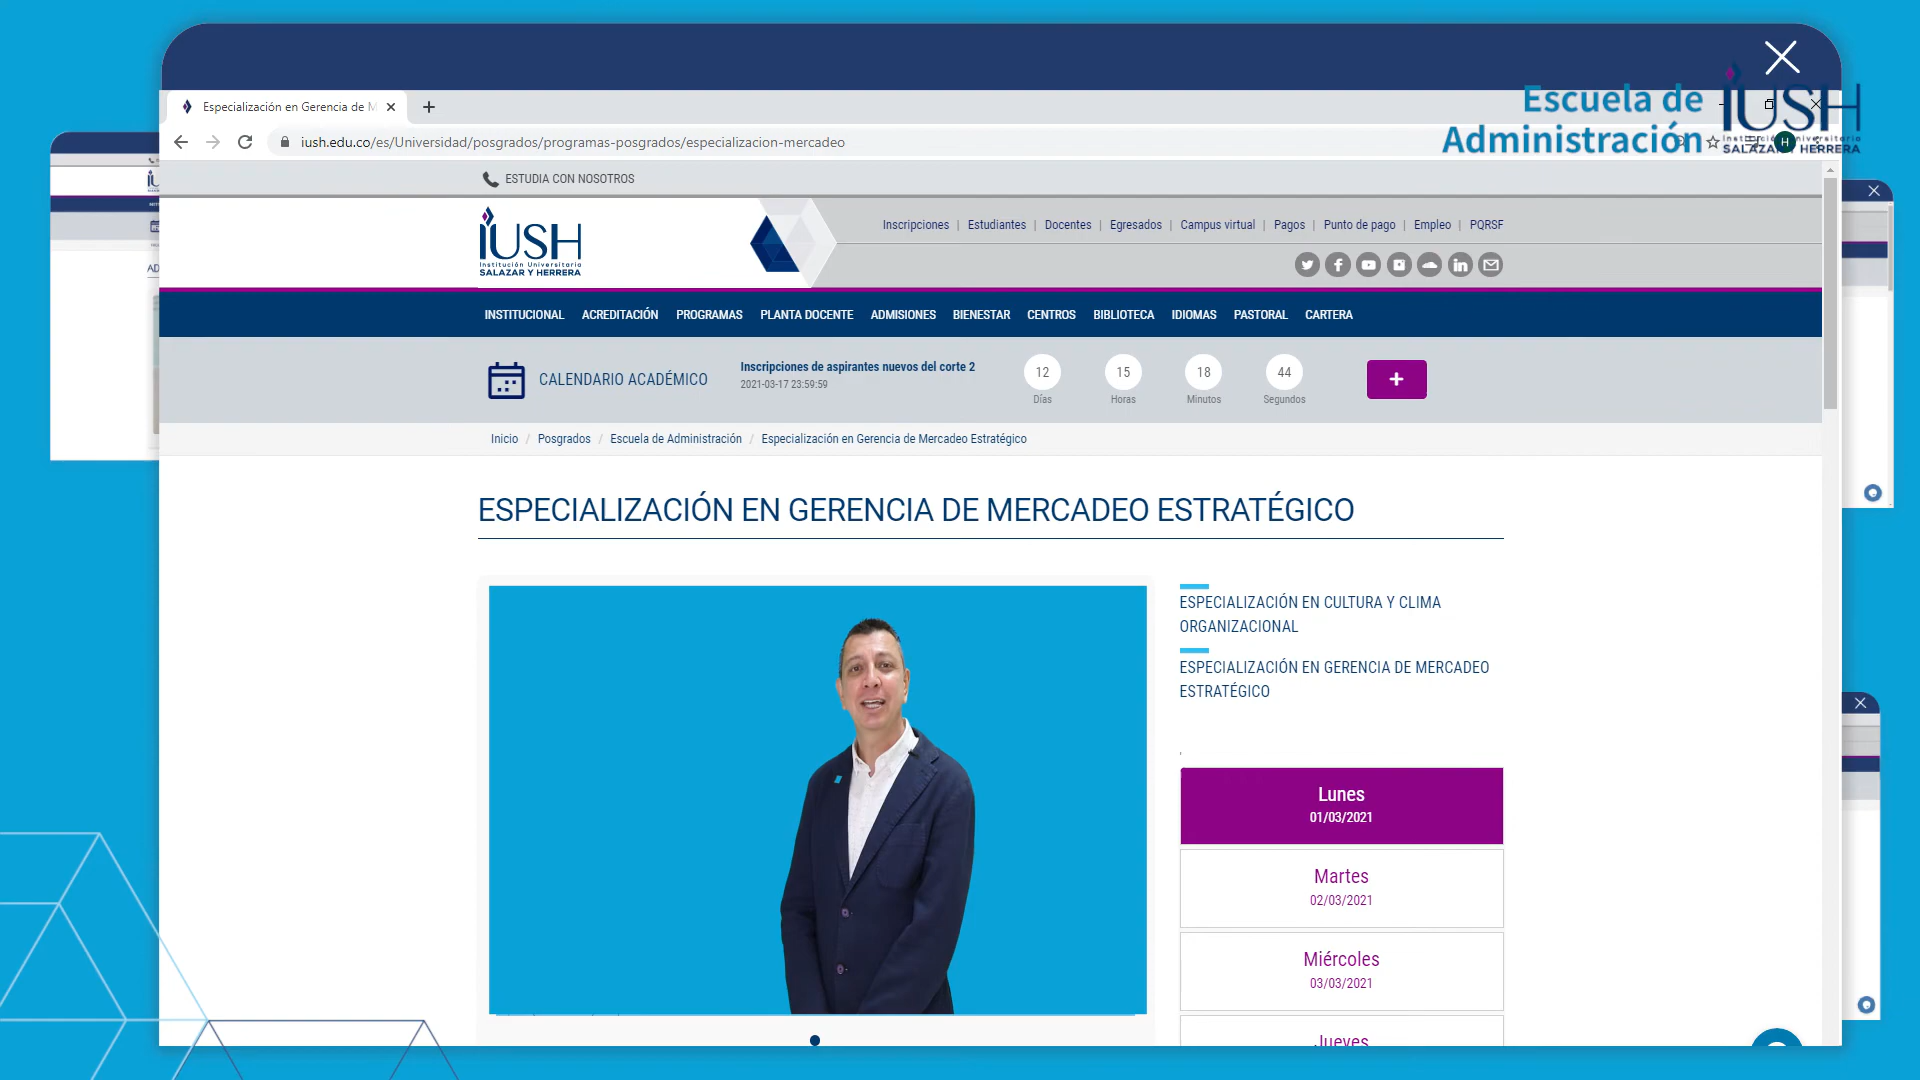 Escuela de
Administración
IUSH
Institución Universitaria
SALAZAR Y HERRERA
Especialización en Gerencia de M
iush.edu.co/es/Universidad/posgrados/programas-posgrados/especializacion-mercadeo
H
ESTUDIA CON NOSOTROS
IUSH
Institución Universitaria
SALAZAR Y HERRERA
Inscripciones | Estudiantes | Docentes | Egresados | Campus virtual | Pagos | Punto de pago | Empleo | PQRSF
INSTITUCIONAL ACREDITACIÓN PROGRAMAS PLANTA DOCENTE ADMISIONES BIENESTAR CENTROS BIBLIOTECA IDIOMAS PASTORAL CARTERA
CALENDARIO ACADÉMICO
Inscripciones de aspirantes nuevos del corte 2
2021-03-17 23:59:59
12 15 18 44
Días Horas Minutos Segundos
+
Inicio / Posgrados / Escuela de Administración / Especialización en Gerencia de Mercadeo Estratégico
ESPECIALIZACIÓN EN GERENCIA DE MERCADEO ESTRATÉGICO
ESPECIALIZACIÓN EN CULTURA Y CLIMA
ORGANIZACIONAL
ESPECIALIZACIÓN EN GERENCIA DE MERCADEO
ESTRATÉGICO
Lunes
01/03/2021
Martes
02/03/2021
Miércoles
03/03/2021
Jueves